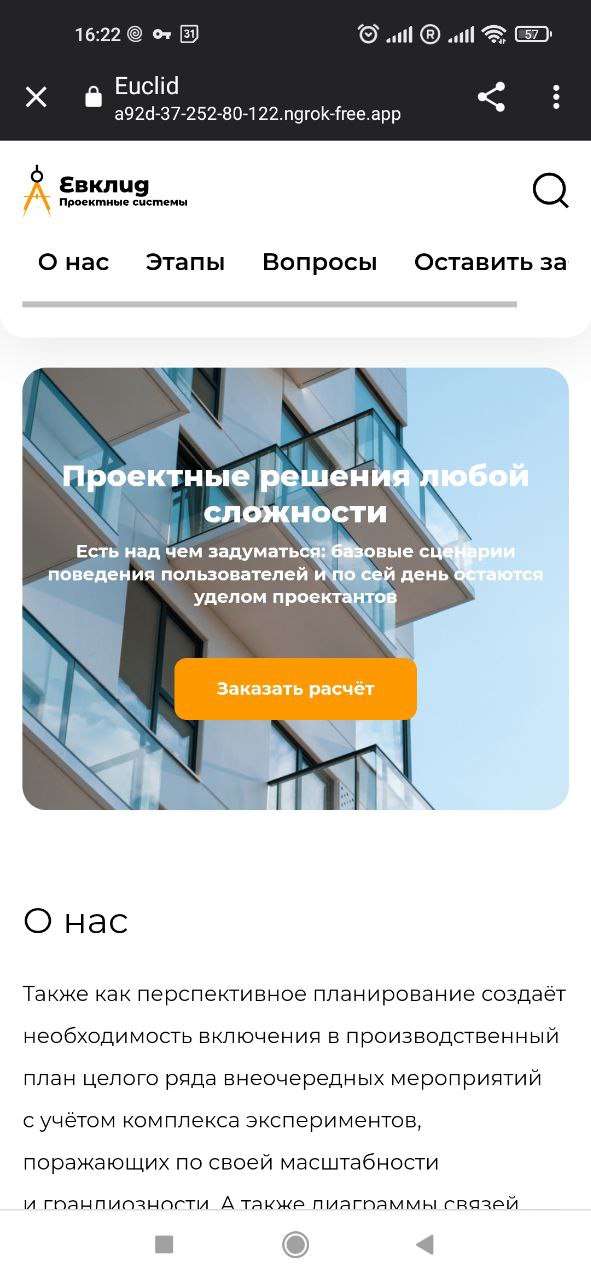 16:22
31
R
57
Euclid
a92d-37-252-80-122.ngrok-free.app
Евклид
Проектные системы
О нас Этапы Вопросы Оставить за
Проектные решения любой
сложности
Есть над чем задуматься: базовые сценарии
поведения пользователей и по сей день остаются
уделом проектантов
Заказать расчёт
О нас
Также как перспективное планирование создаёт
необходимость включения в производственный
план целого ряда внеочередных мероприятий
с учётом комплекса экспериментов,
поражающих по своей масштабности
и грандиозности. А также диаграммы связей